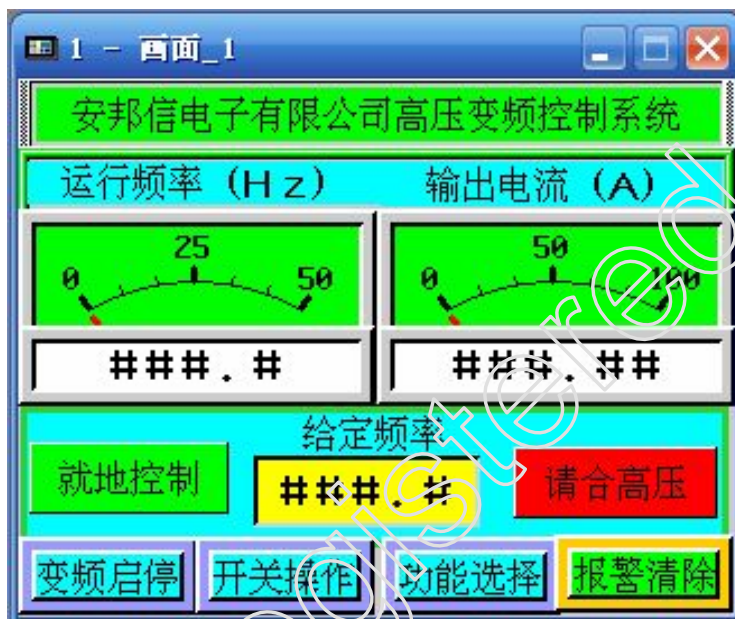 1 - 画面_1
安邦信电子有限公司高压变频控制系统
运行频率（Hz） 输出电流（A）
0 25 50 0 50 100
###.# ###.##
给定频率
就地控制 ###.# 请合高压
变频启停 开关操作 功能选择 报警清除
gistered